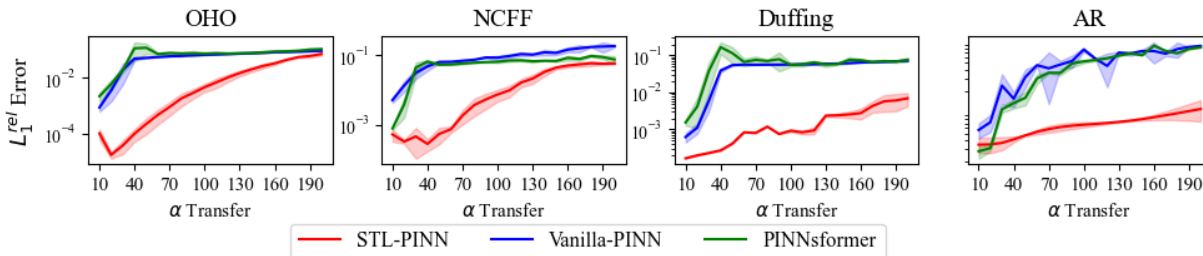 OHO
NCFF
Duffing
AR
L₁ʳᵉˡ Error
10⁻²
10⁻⁴
10 40 70 100 130 160 190
α Transfer
10⁻¹
10⁻³
10 40 70 100 130 160 190
α Transfer
10⁻¹
10⁻²
10⁻³
10 40 70 100 130 160 190
α Transfer
10 40 70 100 130 160 190
α Transfer
STL-PINN
Vanilla-PINN
PINNsformer